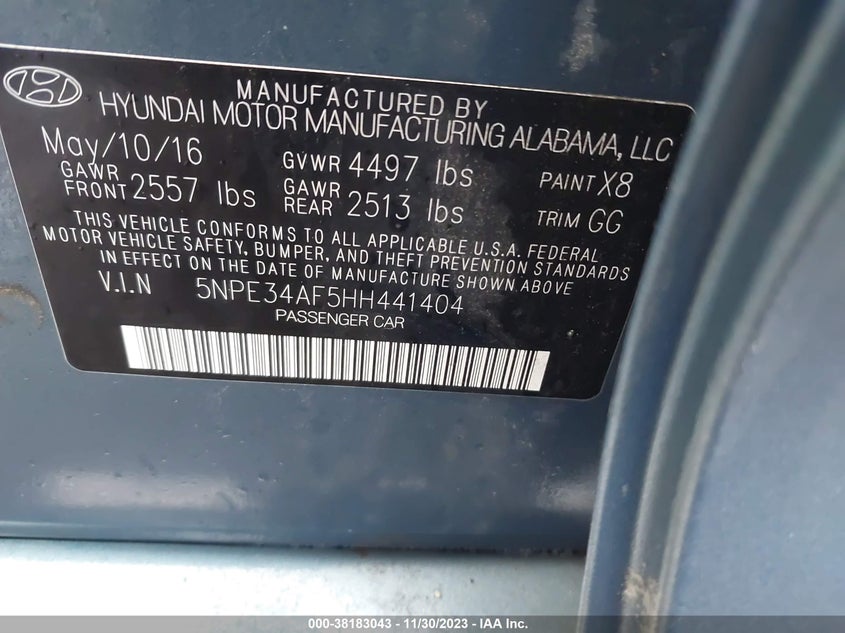 MANUFACTURED BY
HYUNDAI MOTOR MANUFACTURING ALABAMA, LLC
May/10/16 GVWR 4497 lbs PAINT X8
GAWR FRONT 2557 lbs GAWR REAR 2513 lbs TRIM GG
THIS VEHICLE CONFORMS TO ALL APPLICABLE U.S.A. FEDERAL
MOTOR VEHICLE SAFETY, BUMPER, AND THEFT PREVENTION STANDARDS
IN EFFECT ON THE DATE OF MANUFACTURE SHOWN ABOVE
V.I.N 5NPE34AF5HH441404
PASSENGER CAR
000-38183043 - 11/30/2023 - IAA Inc.